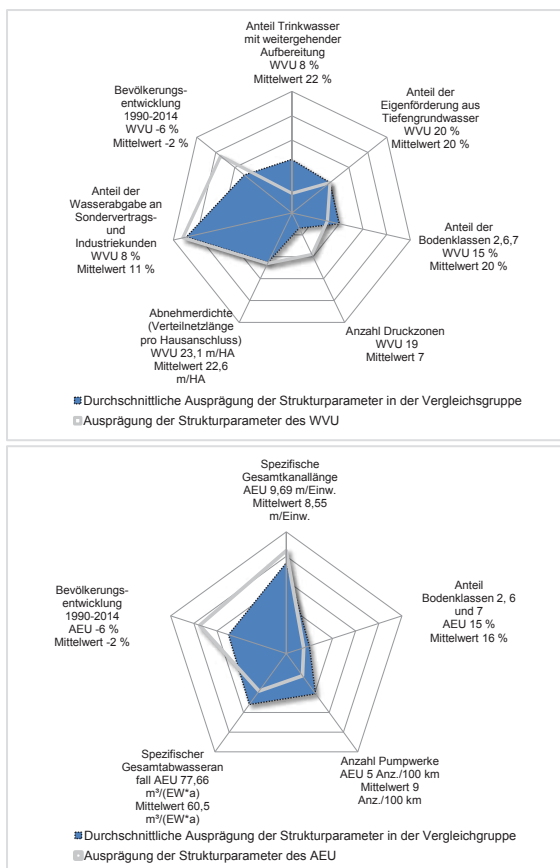 Anteil Trinkwasser
mit weitergehender
Aufbereitung
WVU 8 %
Mittelwert 22 %
Anteil der
Eigenförderung aus
Tiefengrundwasser
WVU 20 %
Mittelwert 20 %
Anteil der
Bodenklassen 2,6,7
WVU 15 %
Mittelwert 20 %
Anzahl Druckzonen
WVU 19
Mittelwert 7
Abnehmerdichte
(Verteilnetzlänge
pro Hausanschluss)
WVU 23,1 m/HA
Mittelwert 22,6
m/HA
Anteil der
Wasserabgabe an
Sondervertrags-
und
Industriekunden
WVU 8 %
Mittelwert 11 %
Bevölkerungs-
entwicklung
1990-2014
WVU -6 %
Mittelwert -2 %
Durchschnittliche Ausprägung der Strukturparameter in der Vergleichsgruppe
Ausprägung der Strukturparameter des WVU
Spezifische
Gesamtkanallänge
AEU 9,69 m/Einw.
Mittelwert 8,55
m/Einw.
Anteil
Bodenklassen 2, 6
und 7
AEU 15 %
Mittelwert 16 %
Anzahl Pumpwerke
AEU 5 Anz./100 km
Mittelwert 9
Anz./100 km
Spezifischer
Gesamtabwasseran
fall AEU 77,66
m³/(EW*a)
Mittelwert 60,5
m³/(EW*a)
Bevölkerungs-
entwicklung
1990-2014
AEU -6 %
Mittelwert -2 %
Durchschnittliche Ausprägung der Strukturparameter in der Vergleichgruppe
Ausprägung der Strukturparameter des AEU